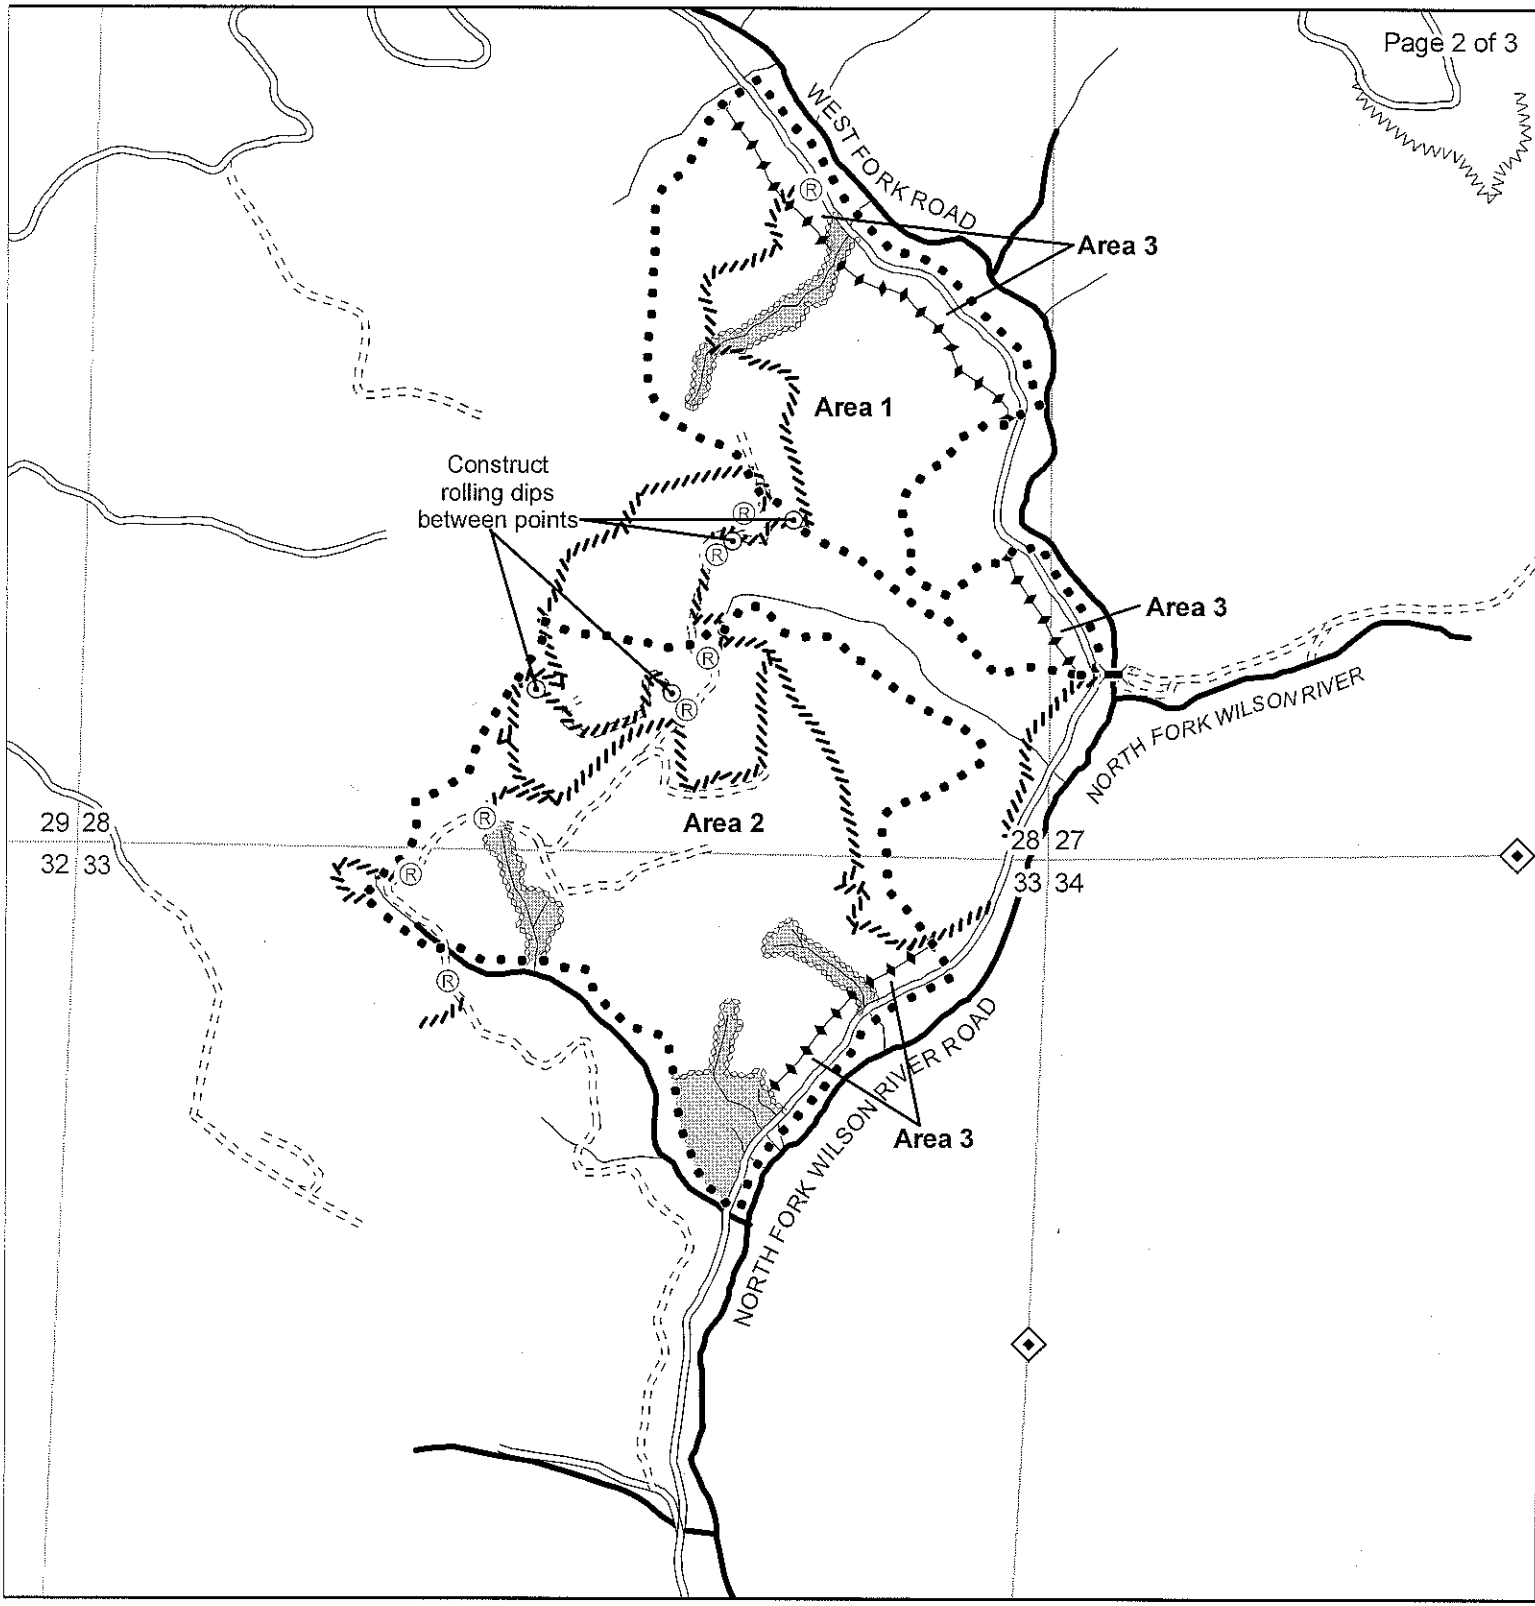 Page 2 of 3
WEST FORK ROAD
Area 3
Area 1
Construct
rolling dips
between points
R
R
R
Area 3
R
R
NORTH FORK WILSON RIVER
Area 2
R
29 28
32 33
28 27
33 34
R
R
NORTH FORK WILSON RIVER ROAD
Area 3